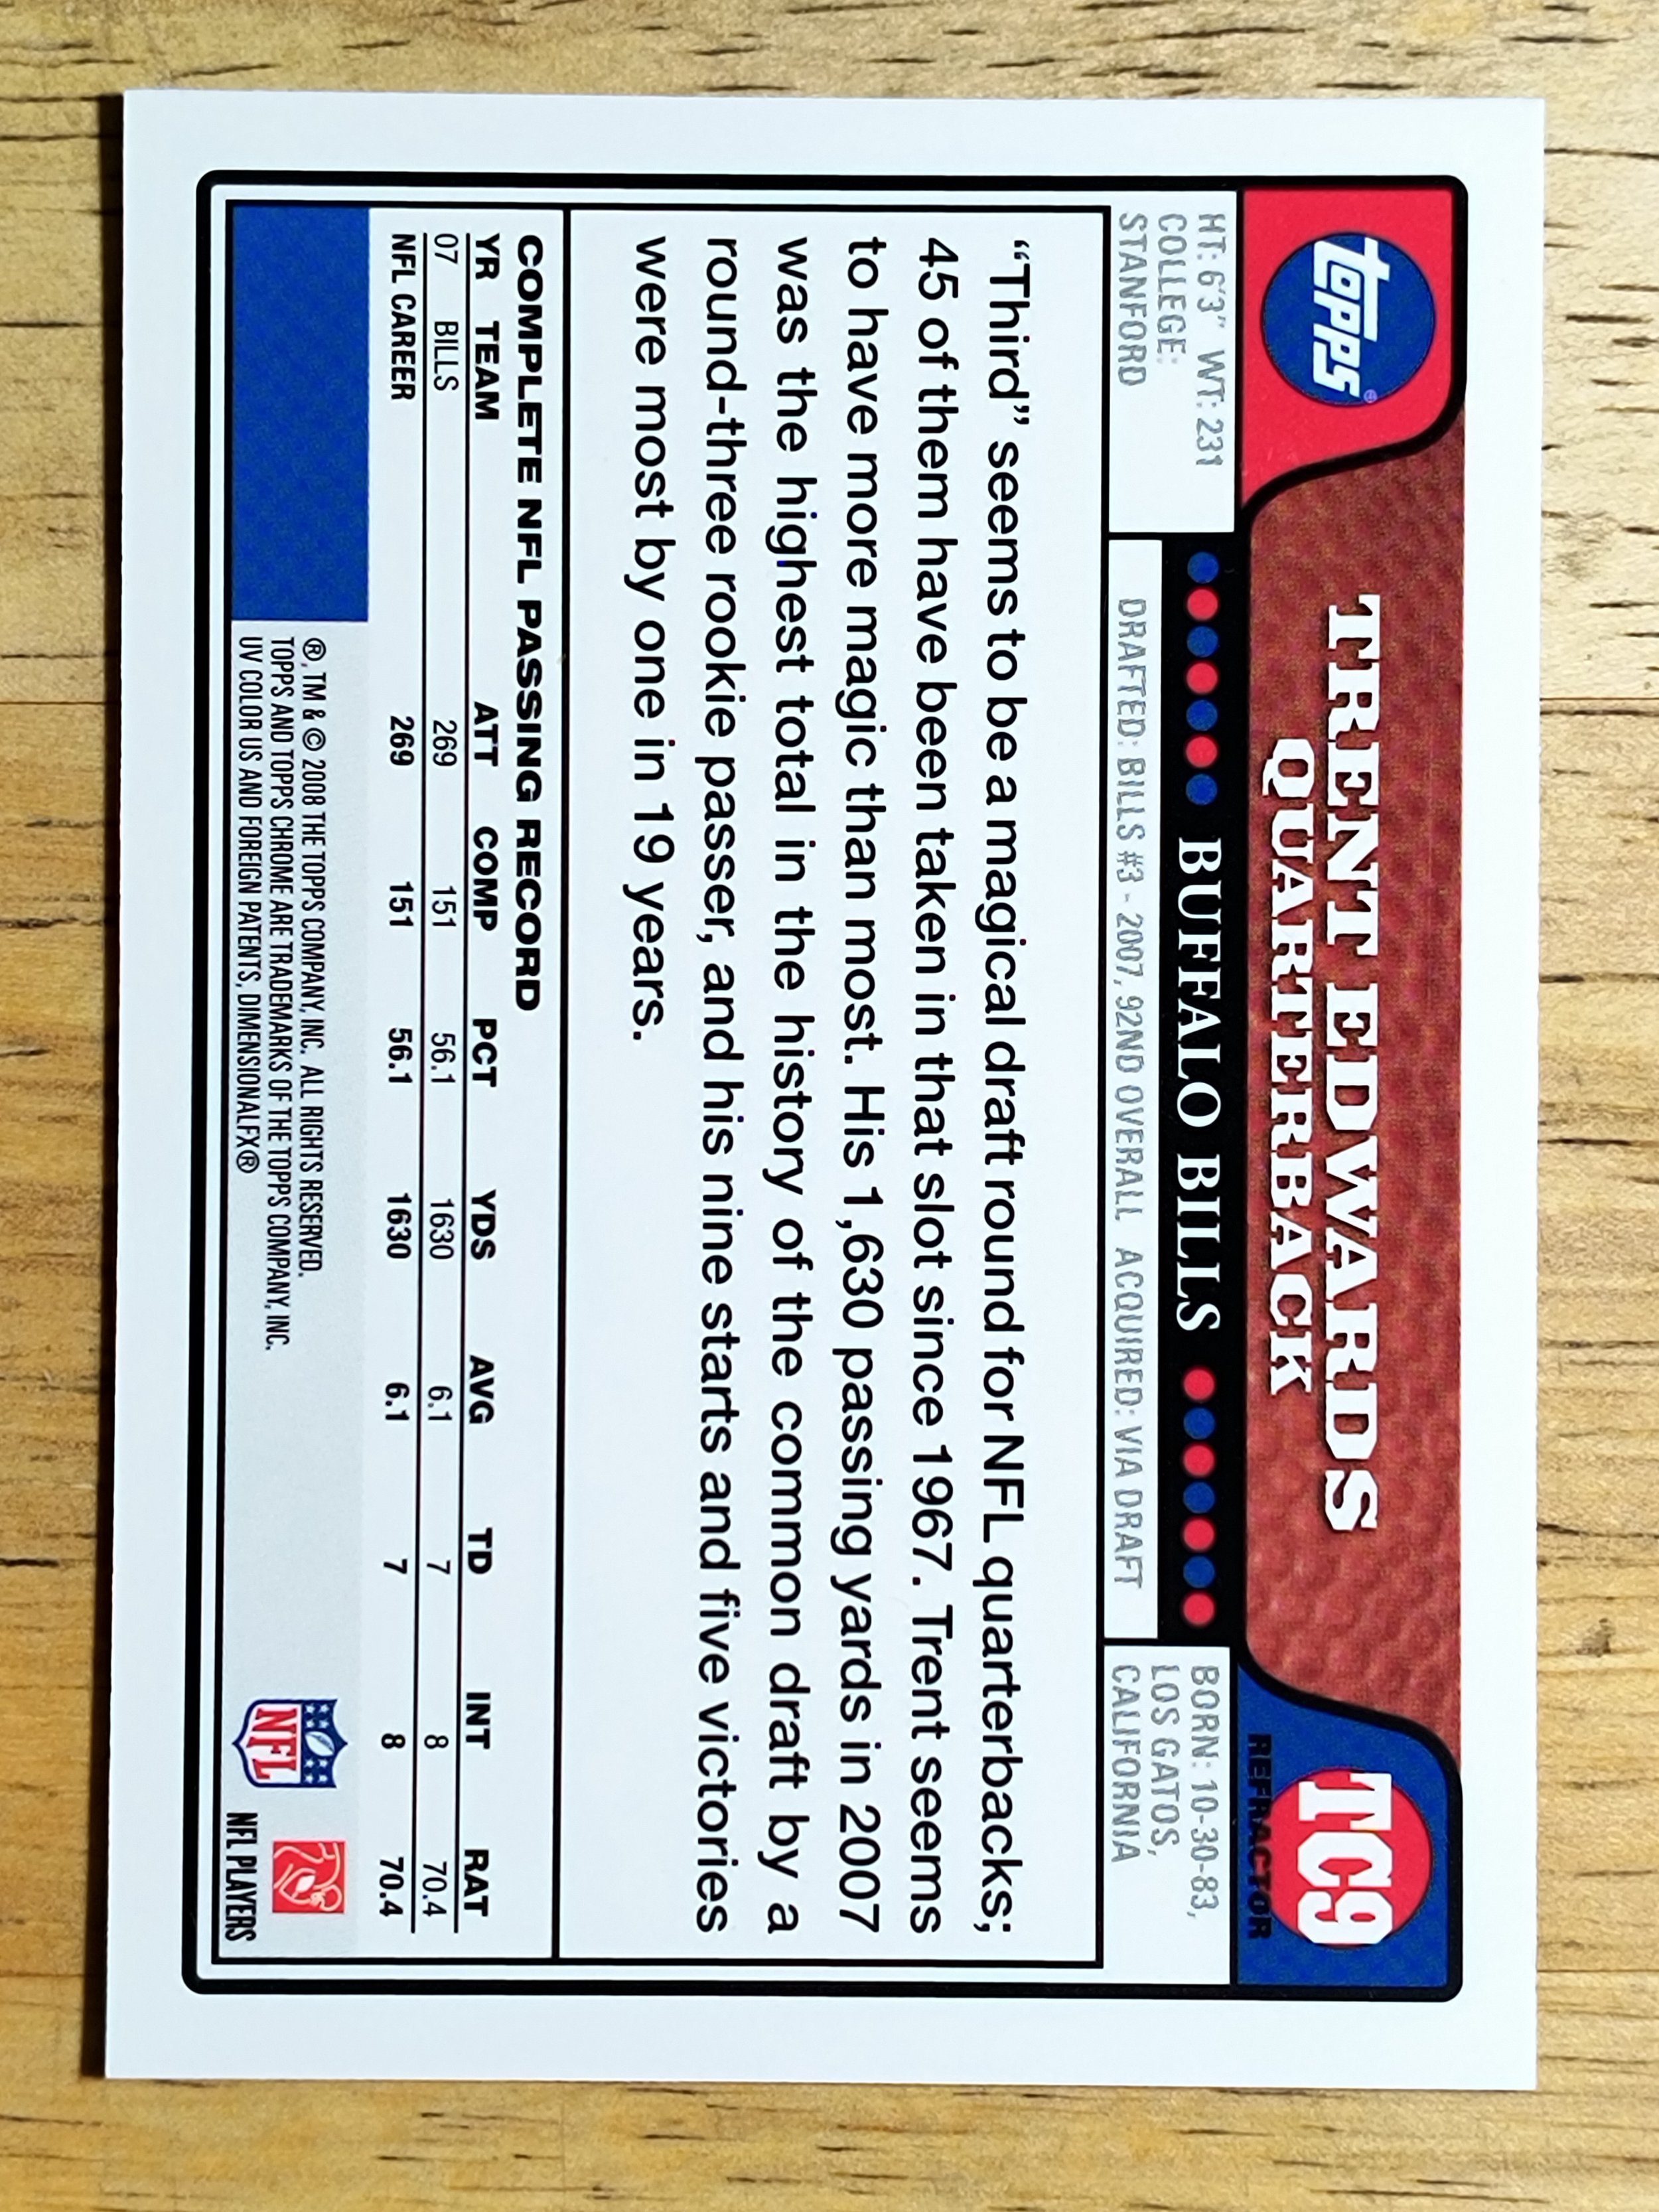 topps®
TRENT EDWARDS
QUARTERBACK
TC9
REFRACTOR
HT: 6'3" WT: 231
COLLEGE:
STANFORD
BUFFALO BILLS
DRAFTED: BILLS #3 - 2007, 92ND OVERALL ACQUIRED: VIA DRAFT
BORN: 10-30-83,
LOS GATOS,
CALIFORNIA
“Third” seems to be a magical draft round for NFL quarterbacks;
45 of them have been taken in that slot since 1967. Trent seems
to have more magic than most. His 1,630 passing yards in 2007
was the highest total in the history of the common draft by a
round-three rookie passer, and his nine starts and five victories
were most by one in 19 years.
COMPLETE NFL PASSING RECORD
YR TEAM ATT COMP PCT YDS AVG TD INT RAT
07 BILLS 269 151 56.1 1630 6.1 7 8 70.4
NFL CAREER 269 151 56.1 1630 6.1 7 8 70.4
®, TM & © 2008 THE TOPPS COMPANY, INC. ALL RIGHTS RESERVED.
TOPPS AND TOPPS CHROME ARE TRADEMARKS OF THE TOPPS COMPANY, INC.
UV COLOR US AND FOREIGN PATENTS, DIMENSIONALFX®
NFL
NFL PLAYERS